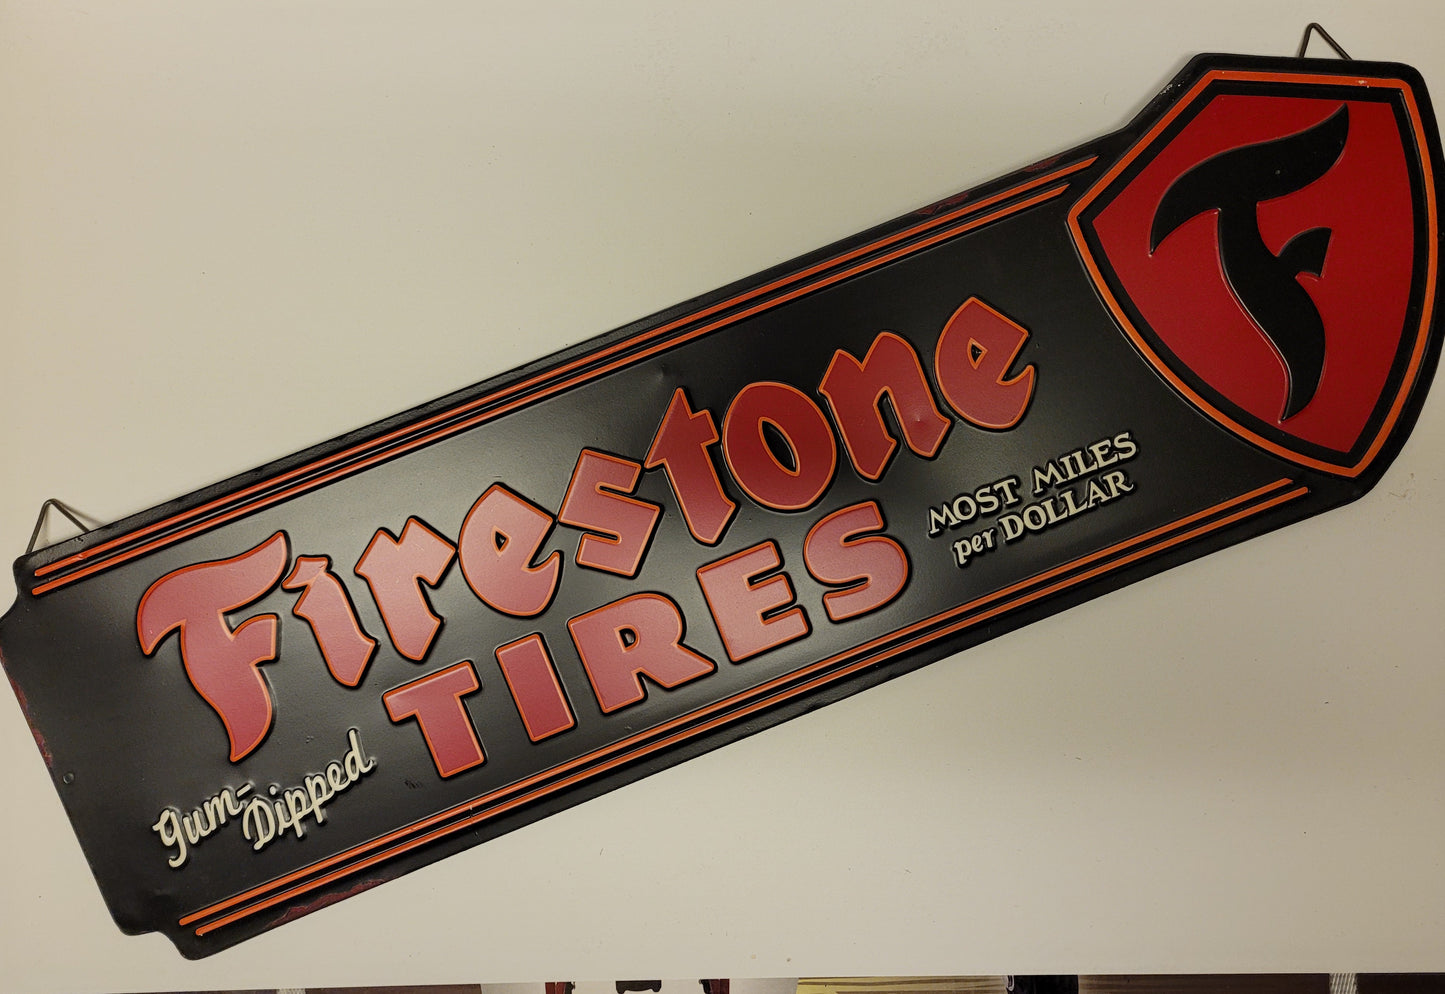 Firestone
TIRES
Gum-
Dipped
MOST MILES
per DOLLAR
F